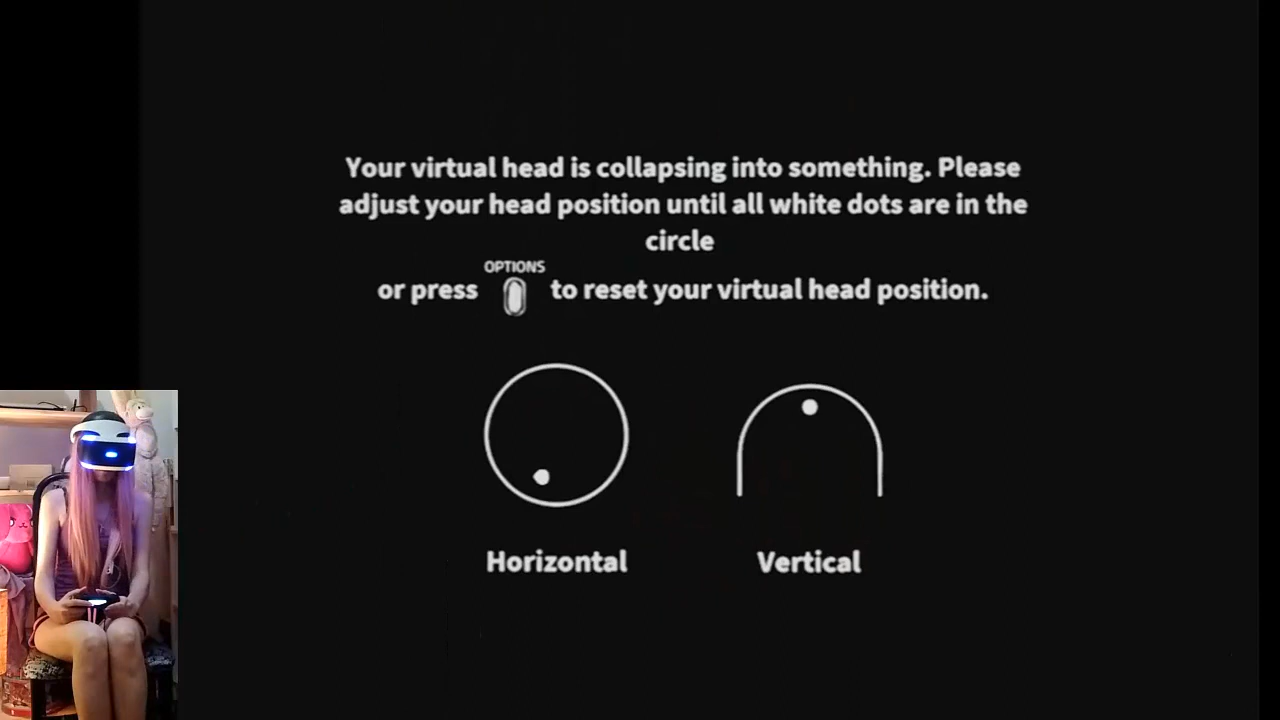 Your virtual head is collapsing into something. Please
adjust your head position until all white dots are in the
circle
OPTIONS
or press to reset your virtual head position.
Horizontal Vertical